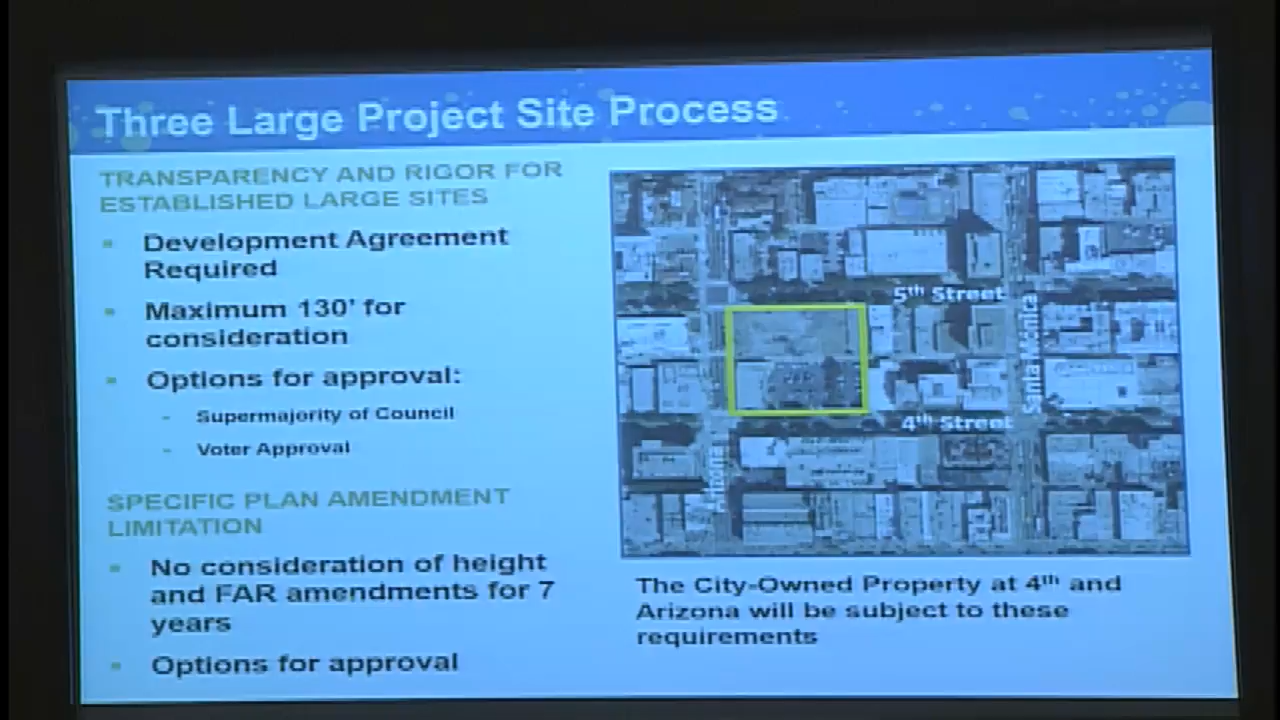 Three Large Project Site Process
TRANSPARENCY AND RIGOR FOR
ESTABLISHED LARGE SITES
Development Agreement
Required
Maximum 130' for
consideration
Options for approval:
- Supermajority of Council
- Voter Approval
SPECIFIC PLAN AMENDMENT
LIMITATION
No consideration of height
and FAR amendments for 7
years
Options for approval
5th Street
Santa Monica
4th Street
The City-Owned Property at 4th and
Arizona will be subject to these
requirements